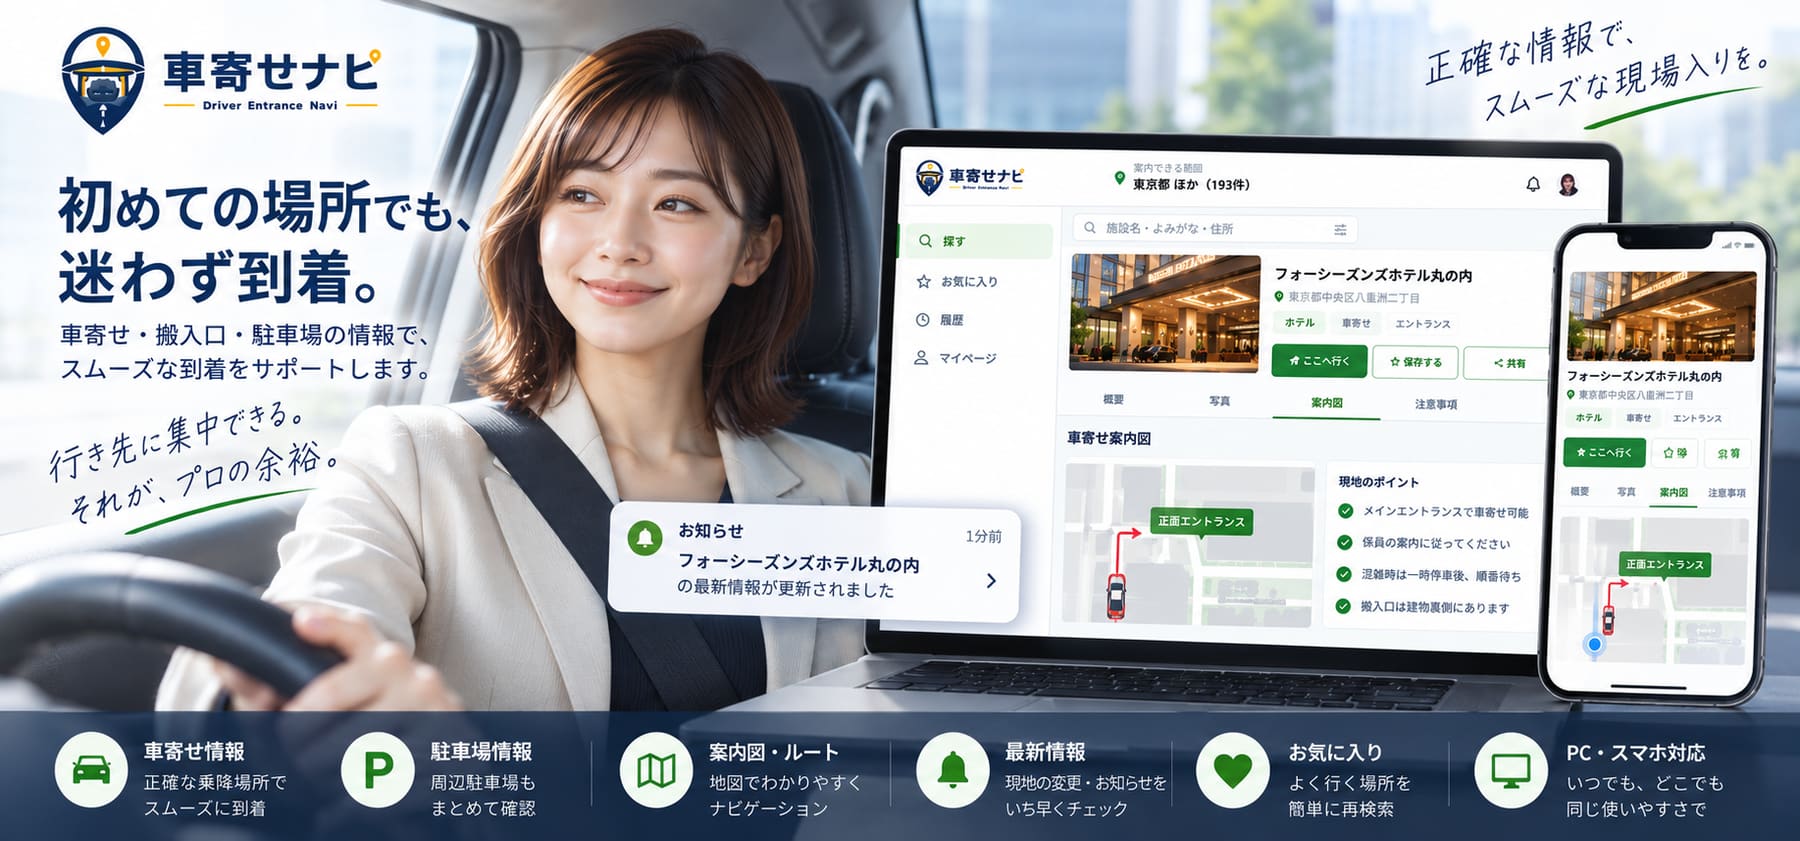 車寄せナビ
Driver Entrance Navi
初めての場所でも、
迷わず到着。
車寄せ・搬入口・駐車場の情報で、
スムーズな到着をサポートします。
行き先に集中できる。
それが、プロの余裕。
正確な情報で、
スムーズな現場入りを。
車寄せナビ
Driver Entrance Navi
案内できる
東京都 ほか（193件）
探す
お気に入り
履歴
マイページ
施設名・よみがな・住所
フォーシーズンズホテル丸の内
東京都中央区八重洲二丁目
ホテル
車寄せ
エントランス
ここへ行く
保存する
共有
概要
写真
案内図
注意事項
車寄せ案内図
正面エントランス
現地のポイント
メインエントランスで車寄せ可能
係員の案内に従ってください
混雑時は一時停車後、順番待ち
搬入口は建物裏側にあります
お知らせ
1分前
フォーシーズンズホテル丸の内
の最新情報が更新されました
フォーシーズンズホテル丸の内
東京都中央区八重洲二丁目
ホテル
車寄せ
エントランス
ここへ行く
概要
写真
案内図
注意事項
正面エントランス
車寄せ情報
正確な乗降場所で
スムーズに到着
P
駐車場情報
周辺駐車場も
まとめて確認
案内図・ルート
地図でわかりやすく
ナビゲーション
最新情報
現地の変更・お知らせを
いち早くチェック
お気に入り
よく行く場所を
簡単に再検索
PC・スマホ対応
いつでも、どこでも
同じ使いやすさで